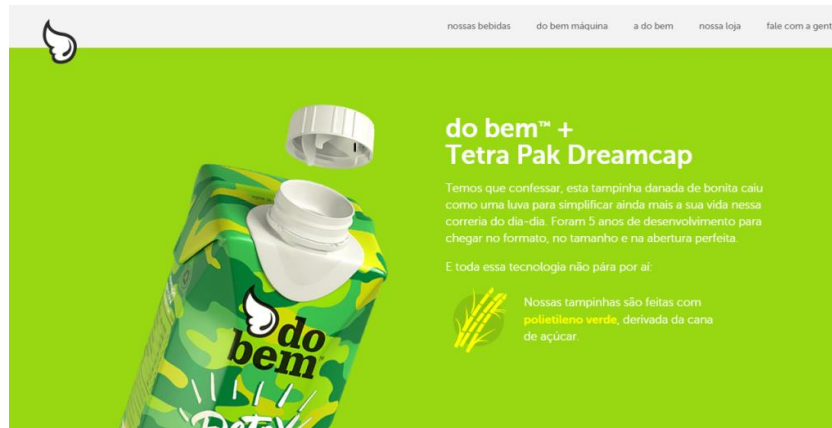 nossas bebidas do bem máquina a do bem nossa loja fale com a gent
do bem™ +
Tetra Pak Dreamcap
Temos que confessar, esta tampinha danada de bonita caiu
como uma luva para simplificar ainda mais a sua vida nessa
correria do dia-dia. Foram 5 anos de desenvolvimento para
chegar no formato, no tamanho e na abertura perfeita.
E toda essa tecnologia não pára por aí:
Nossas tampinhas são feitas com
polietileno verde, derivada da cana
de açúcar.
do
bem™
DETOX